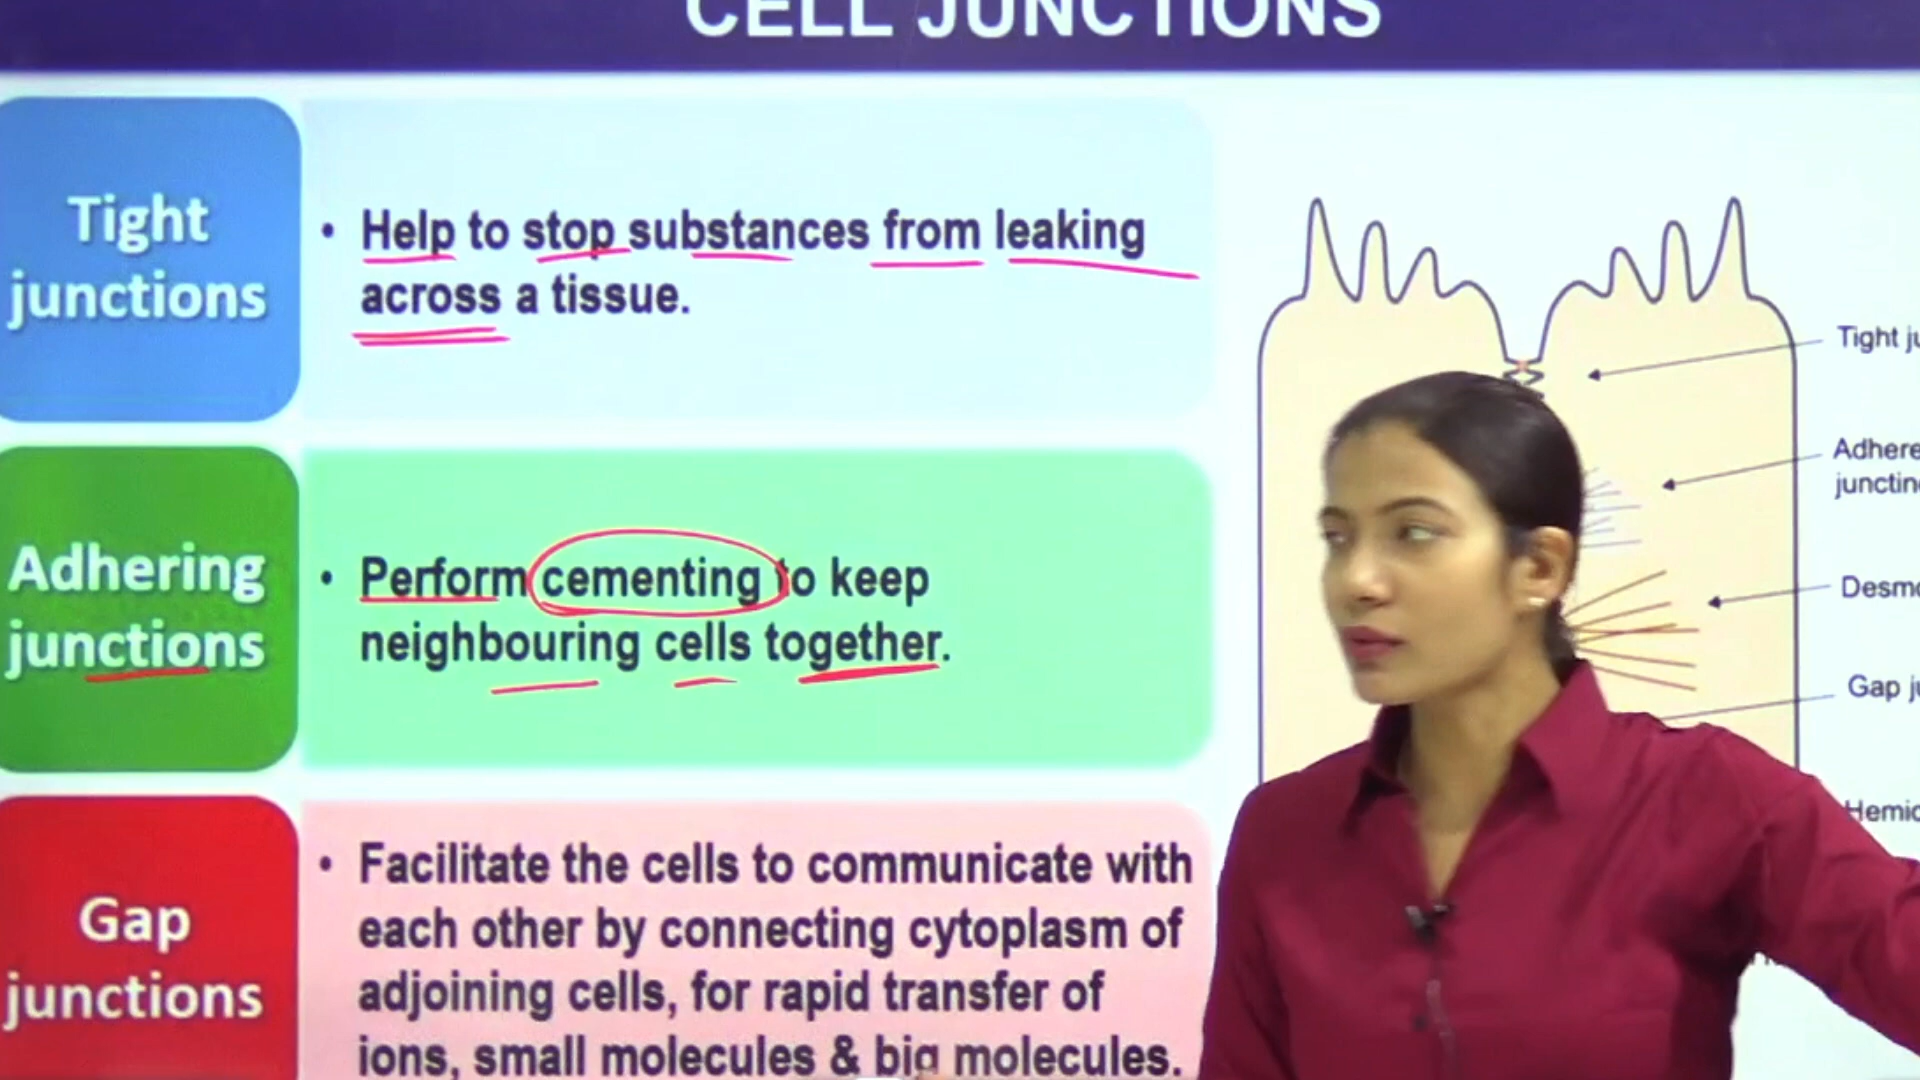 CELL JUNCTIONS
Tight
junctions
• Help to stop substances from leaking
across a tissue.
Adhering
junctions
• Perform cementing to keep
neighbouring cells together.
Gap
junctions
• Facilitate the cells to communicate with
each other by connecting cytoplasm of
adjoining cells, for rapid transfer of
ions, small molecules & big molecules.
Tight
Gap